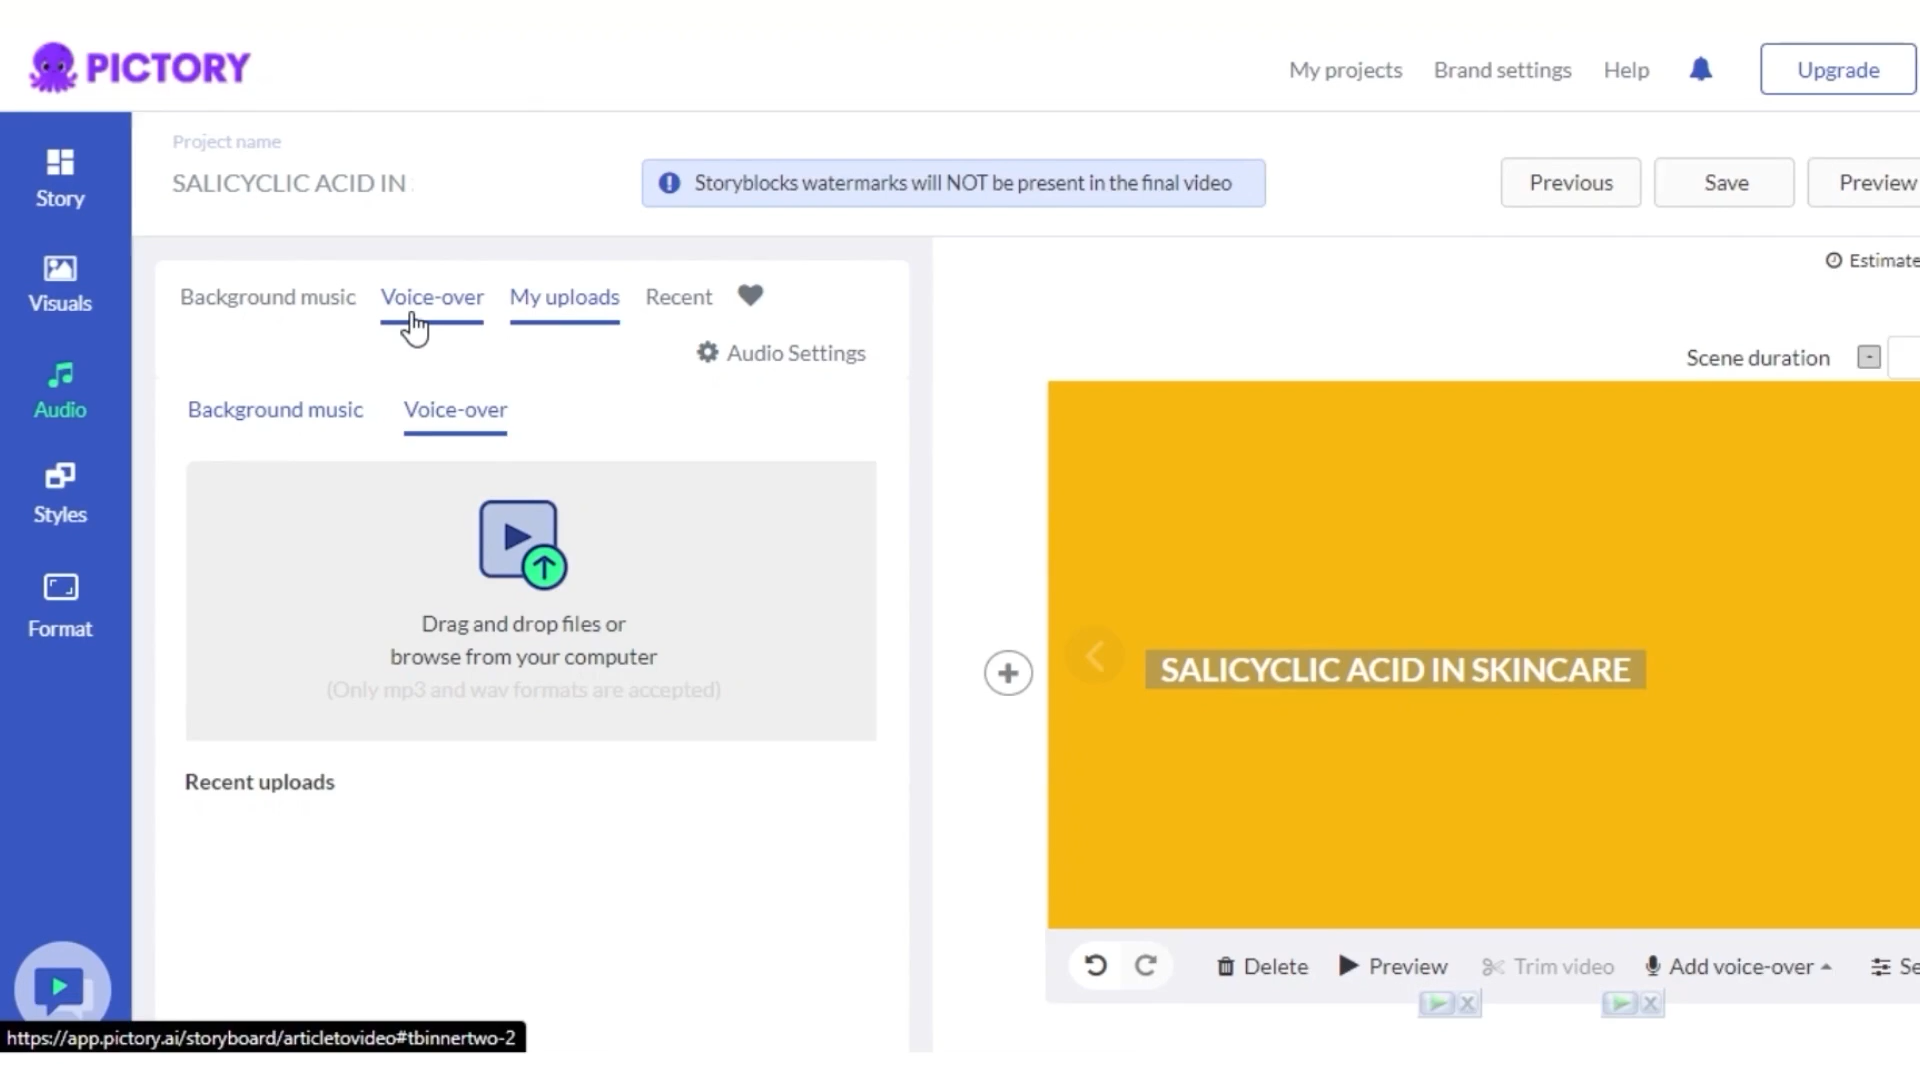 PICTORY
My projects
Brand settings
Help
Upgrade
Project name
SALICYCLIC ACID IN
Storyblocks watermarks will NOT be present in the final video
Previous
Save
Preview
Story
Visuals
Audio
Styles
Format
Background music
Voice-over
My uploads
Recent
Audio Settings
Background music
Voice-over
Drag and drop files or
browse from your computer
(Only mp3 and wav formats are accepted)
Recent uploads
Estimate
Scene duration
SALICYCLIC ACID IN SKINCARE
Delete
Preview
Trim video
Add voice-over
Se
https://app.pictory.ai/storyboard/articletovideo#tbinnertwo-2